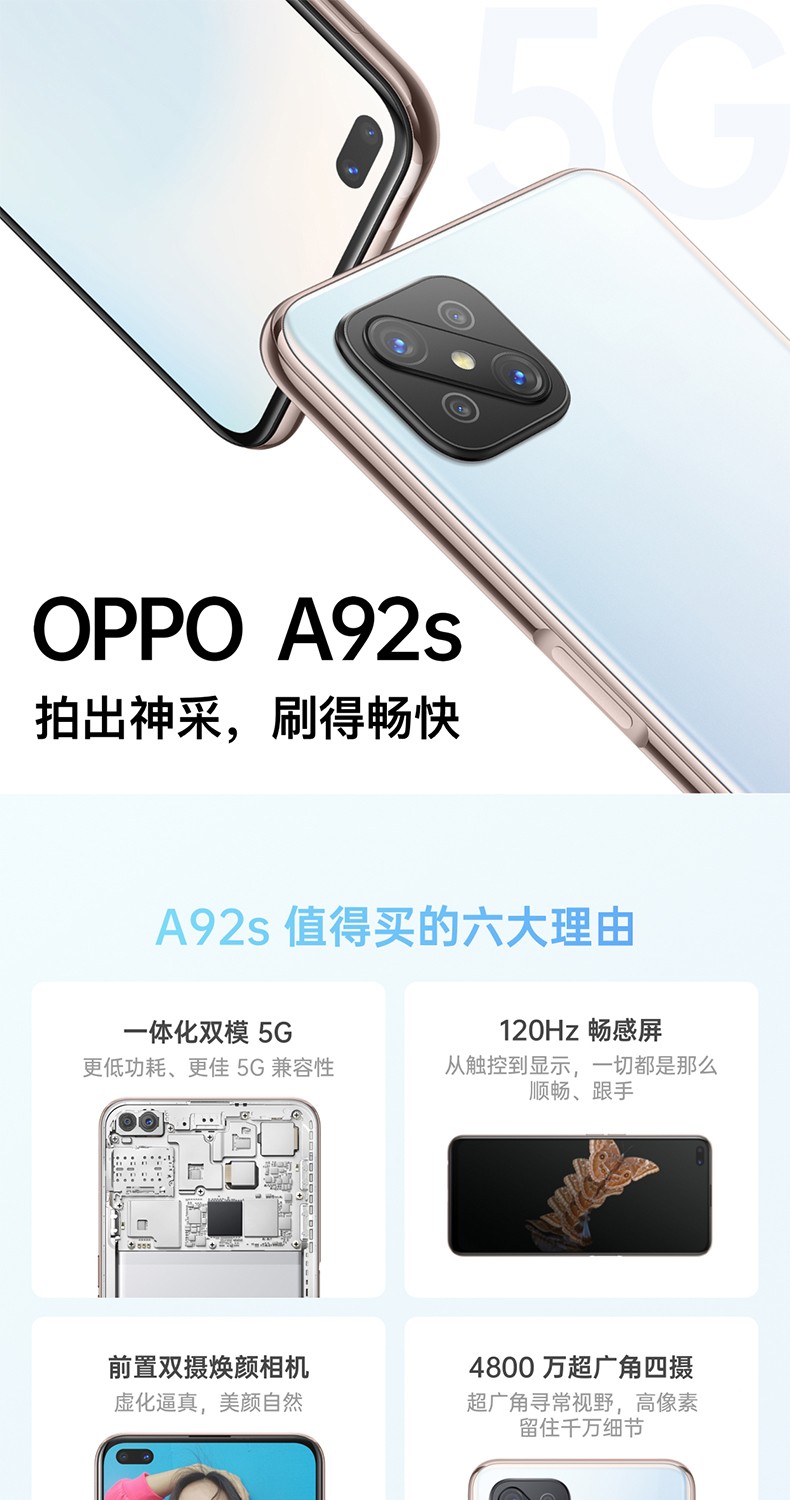 5G
OPPO A92s
拍出神采，刷得畅快
A92s 值得买的六大理由
一体化双模 5G
更低功耗、更佳 5G 兼容性
120Hz 畅感屏
从触控到显示，一切都是那么
顺畅、跟手
前置双摄焕颜相机
虚化逼真，美颜自然
4800 万超广角四摄
超广角寻常视野，高像素
留住千万细节